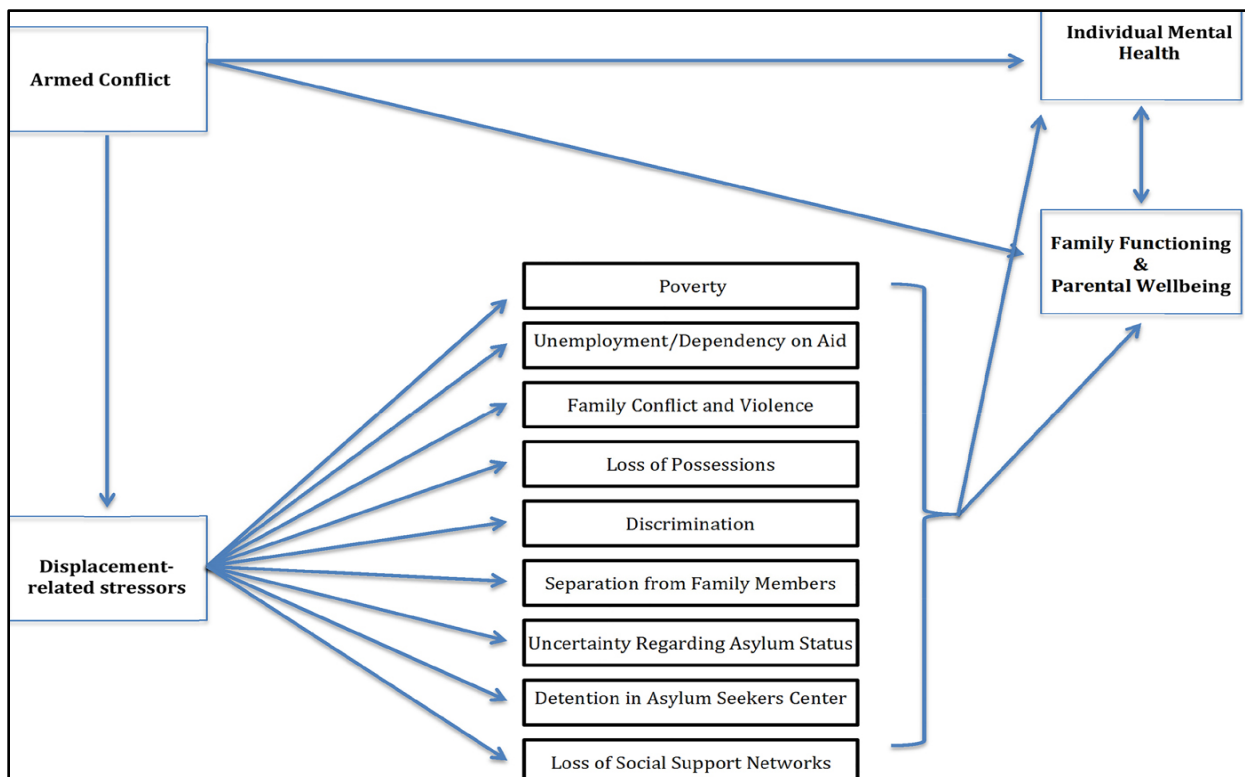 Armed Conflict
Individual Mental
Health
Family Functioning
&
Parental Wellbeing
Poverty
Unemployment/Dependency on Aid
Family Conflict and Violence
Loss of Possessions
Discrimination
Displacement-
related stressors
Separation from Family Members
Uncertainty Regarding Asylum Status
Detention in Asylum Seekers Center
Loss of Social Support Networks